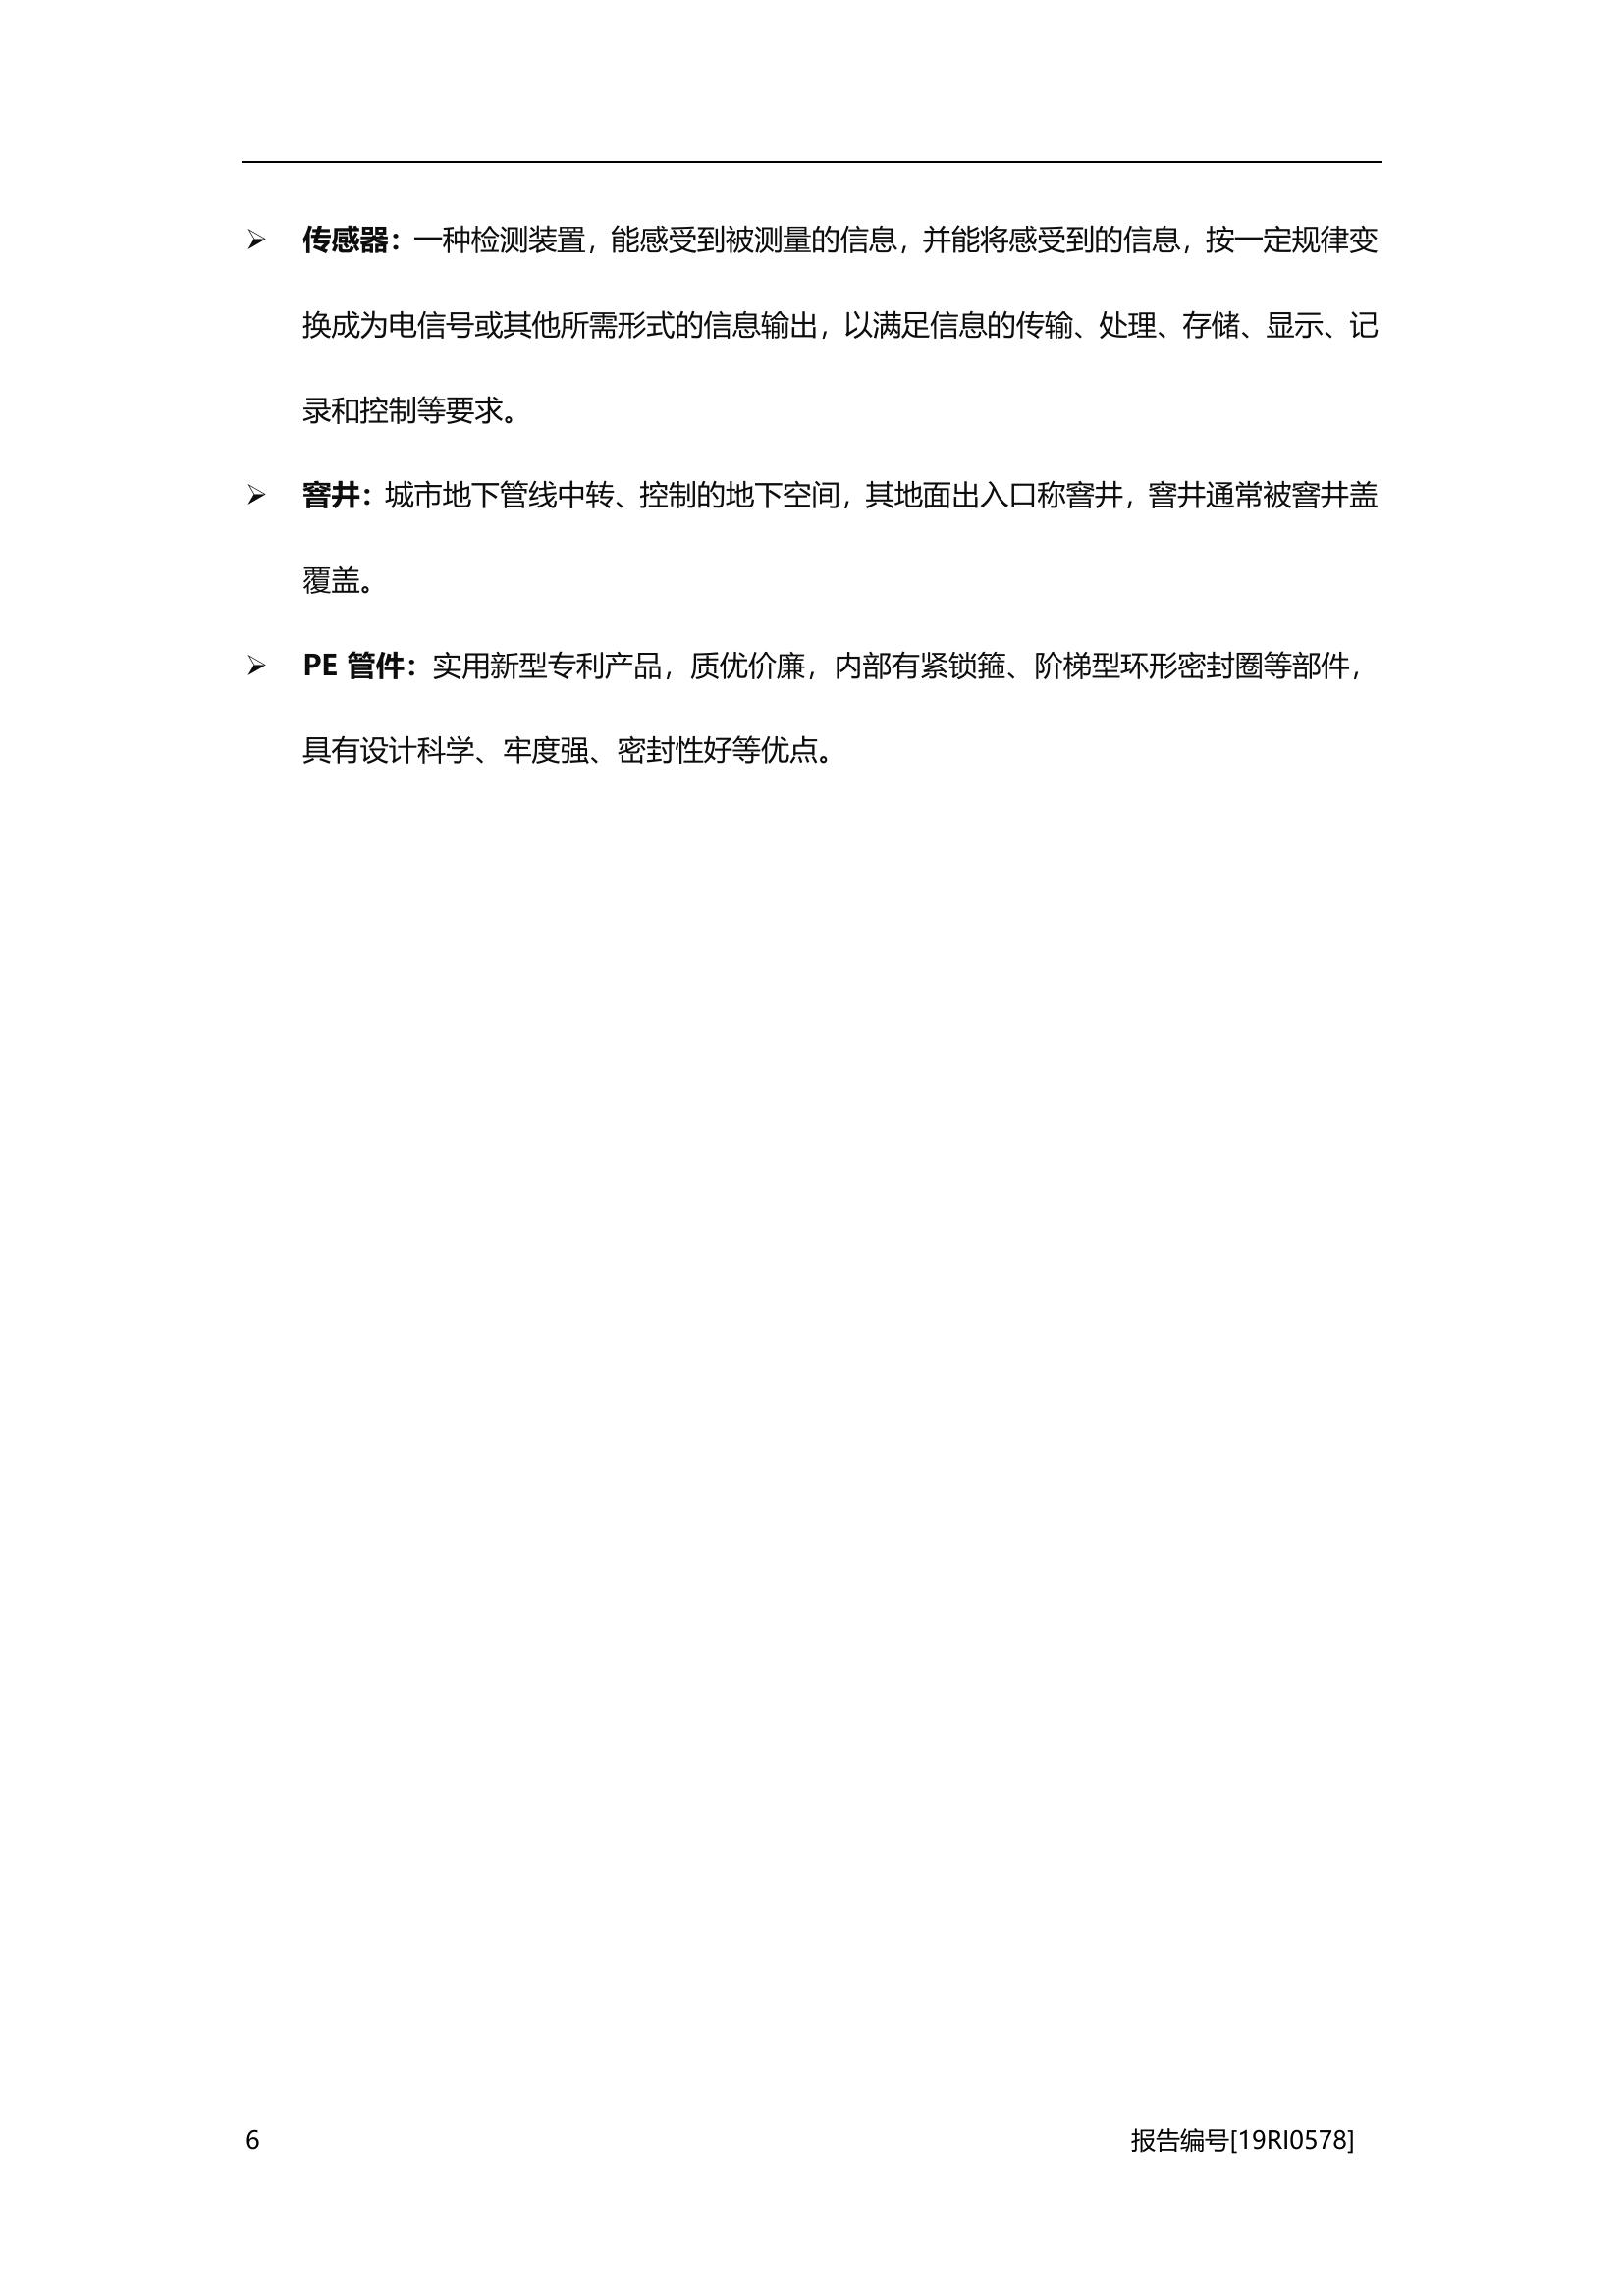 ➢ 传感器：一种检测装置，能感受到被测量的信息，并能将感受到的信息，按一定规律变
换成为电信号或其他所需形式的信息输出，以满足信息的传输、处理、存储、显示、记
录和控制等要求。
➢ 窨井：城市地下管线中转、控制的地下空间，其地面出入口称窨井，窨井通常被窨井盖
覆盖。
➢ PE 管件：实用新型专利产品，质优价廉，内部有紧锁箍、阶梯型环形密封圈等部件，
具有设计科学、牢度强、密封性好等优点。
6 报告编号[19RI0578]